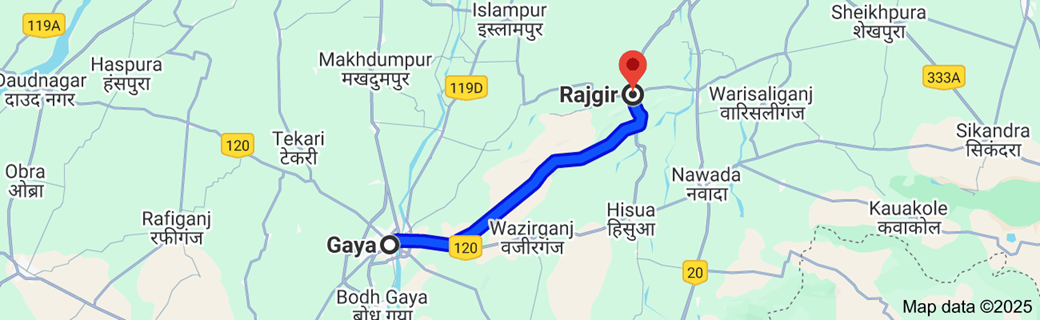 119A
Islampur
इस्लामपुर
Sheikhpura
शेखपुरा
Haspura
हंसपुरा
Daudnagar
दाउद नगर
Makhdumpur
मखदुमपुर
119D
333A
Rajgir
Warisaliganj
वारिसलीगंज
120
Tekari
टेकरी
Sikandra
सिकंदरा
Obra
ओब्रा
Nawada
नवादा
Rafiganj
रफीगंज
Hisua
हिसुआ
Kauakole
कवाकोल
Gaya
120
Wazirganj
वजीरगंज
20
Bodh Gaya
बोध गया
Map data ©2025